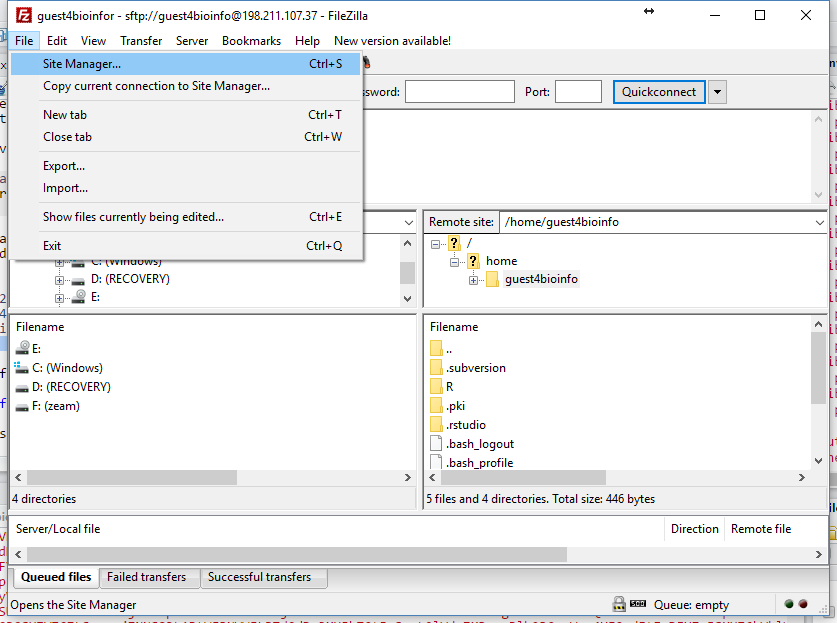 guest4bioinfor - sftp://guest4bioinfo@198.211.107.37 - FileZilla
File Edit View Transfer Server Bookmarks Help New version available!
Site Manager... Ctrl+S
Copy current connection to Site Manager...
New tab Ctrl+T
Close tab Ctrl+W
Export...
Import...
Show files currently being edited... Ctrl+E
Exit Ctrl+Q
sword: Port: Quickconnect
Remote site: /home/guest4bioinfo
/
home
guest4bioinfo
C: (Windows)
D: (RECOVERY)
E:
Filename
E:
C: (Windows)
D: (RECOVERY)
F: (zeam)
4 directories
Filename
..
.subversion
R
.pki
.rstudio
.bash_logout
.bash_profile
5 files and 4 directories. Total size: 446 bytes
Server/Local file Direction Remote file
Queued files Failed transfers Successful transfers
Opens the Site Manager Queue: empty